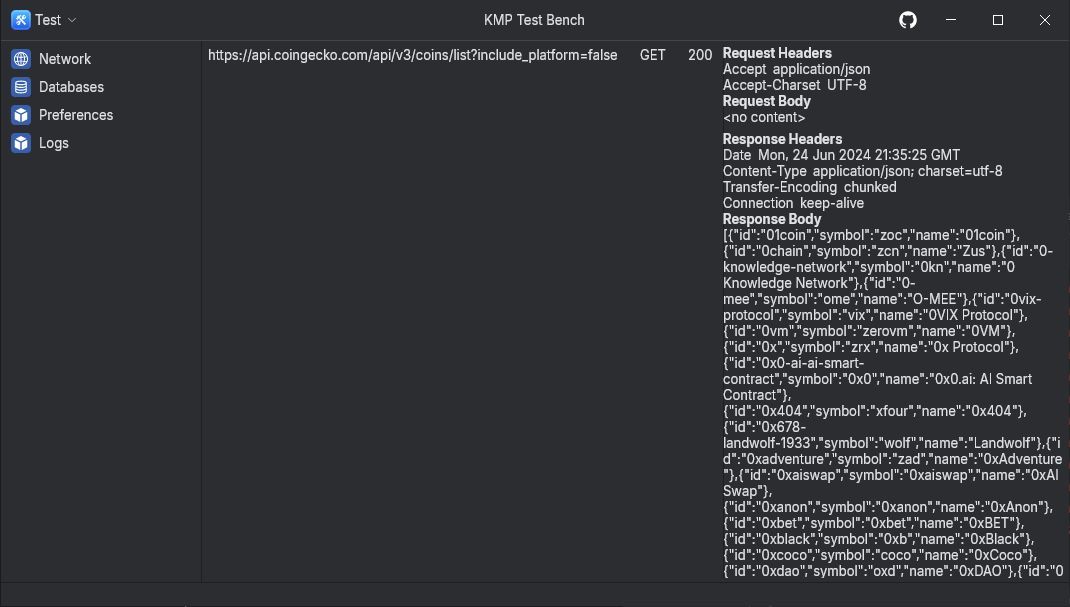 Test
KMP Test Bench
Network
Databases
Preferences
Logs
https://api.coingecko.com/api/v3/coins/list?include_platform=false GET 200
Request Headers
Accept application/json
Accept-Charset UTF-8
Request Body
<no content>
Response Headers
Date Mon, 24 Jun 2024 21:35:25 GMT
Content-Type application/json; charset=utf-8
Transfer-Encoding chunked
Connection keep-alive
Response Body
[{"id":"01coin","symbol":"zoc","name":"01coin"},
{"id":"0chain","symbol":"zcn","name":"Zus"},{"id":"0-
knowledge-network","symbol":"0kn","name":"0
Knowledge Network"},{"id":"0-
mee","symbol":"ome","name":"O-MEE"},{"id":"0vix-
protocol","symbol":"vix","name":"0VIX Protocol"},
{"id":"0vm","symbol":"zerovm","name":"0VM"},
{"id":"0x","symbol":"zrx","name":"0x Protocol"},
{"id":"0x0-ai-ai-smart-
contract","symbol":"0x0","name":"0x0.ai: AI Smart
Contract"},
{"id":"0x404","symbol":"xfour","name":"0x404"},
{"id":"0x678-
landwolf-1933","symbol":"wolf","name":"Landwolf"},{"i
d":"0xadventure","symbol":"zad","name":"0xAdventure
"},{"id":"0xaiswap","symbol":"0xaiswap","name":"0xAI
Swap"},
{"id":"0xanon","symbol":"0xanon","name":"0xAnon"},
{"id":"0xbet","symbol":"0xbet","name":"0xBET"},
{"id":"0xblack","symbol":"0xb","name":"0xBlack"},
{"id":"0xcoco","symbol":"coco","name":"0xCoco"},
{"id":"0xdao","symbol":"oxd","name":"0xDAO"},{"id":"0